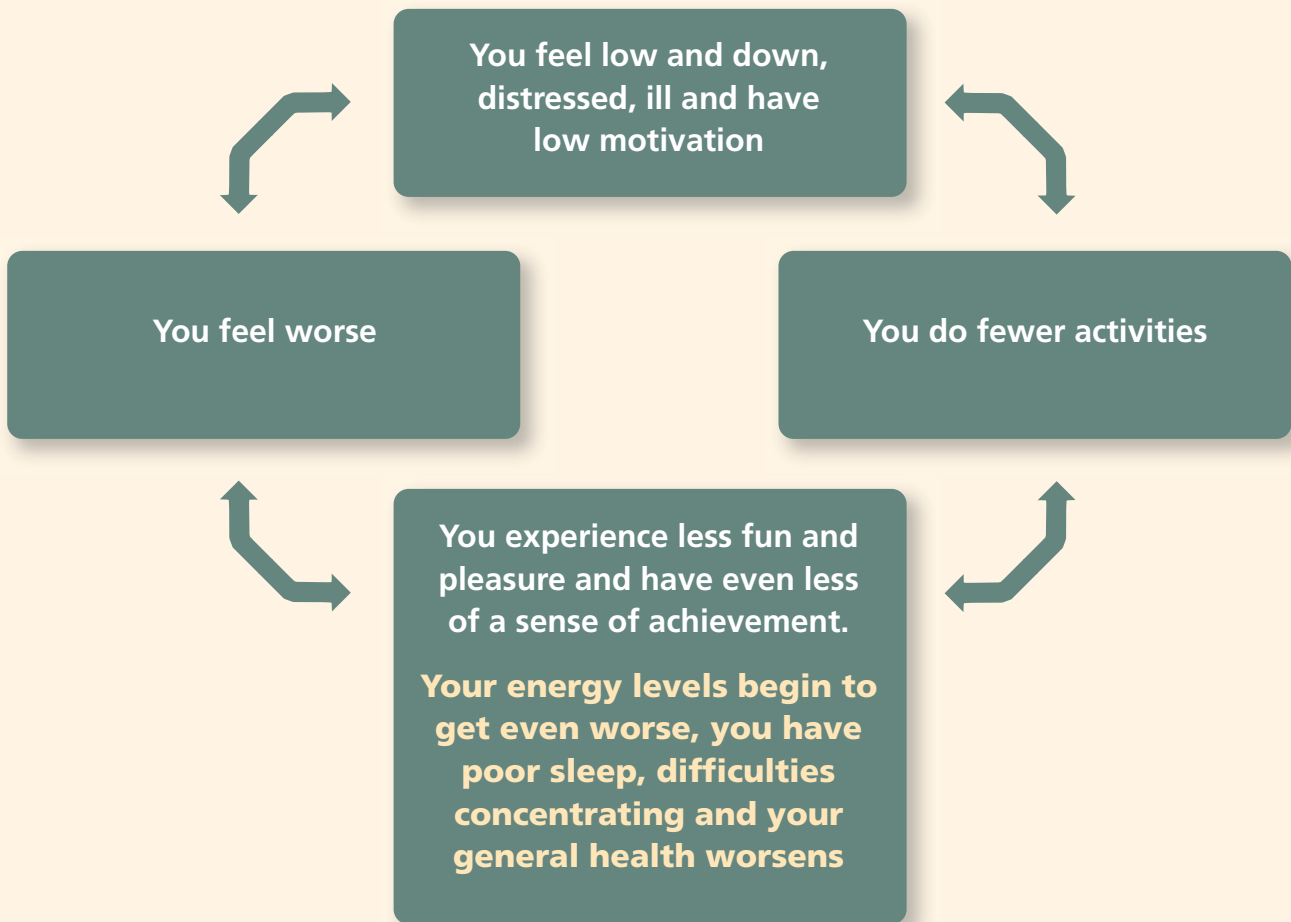 You feel low and down,
distressed, ill and have
low motivation
You feel worse
You do fewer activities
You experience less fun and
pleasure and have even less
of a sense of achievement.
Your energy levels begin to
get even worse, you have
poor sleep, difficulties
concentrating and your
general health worsens